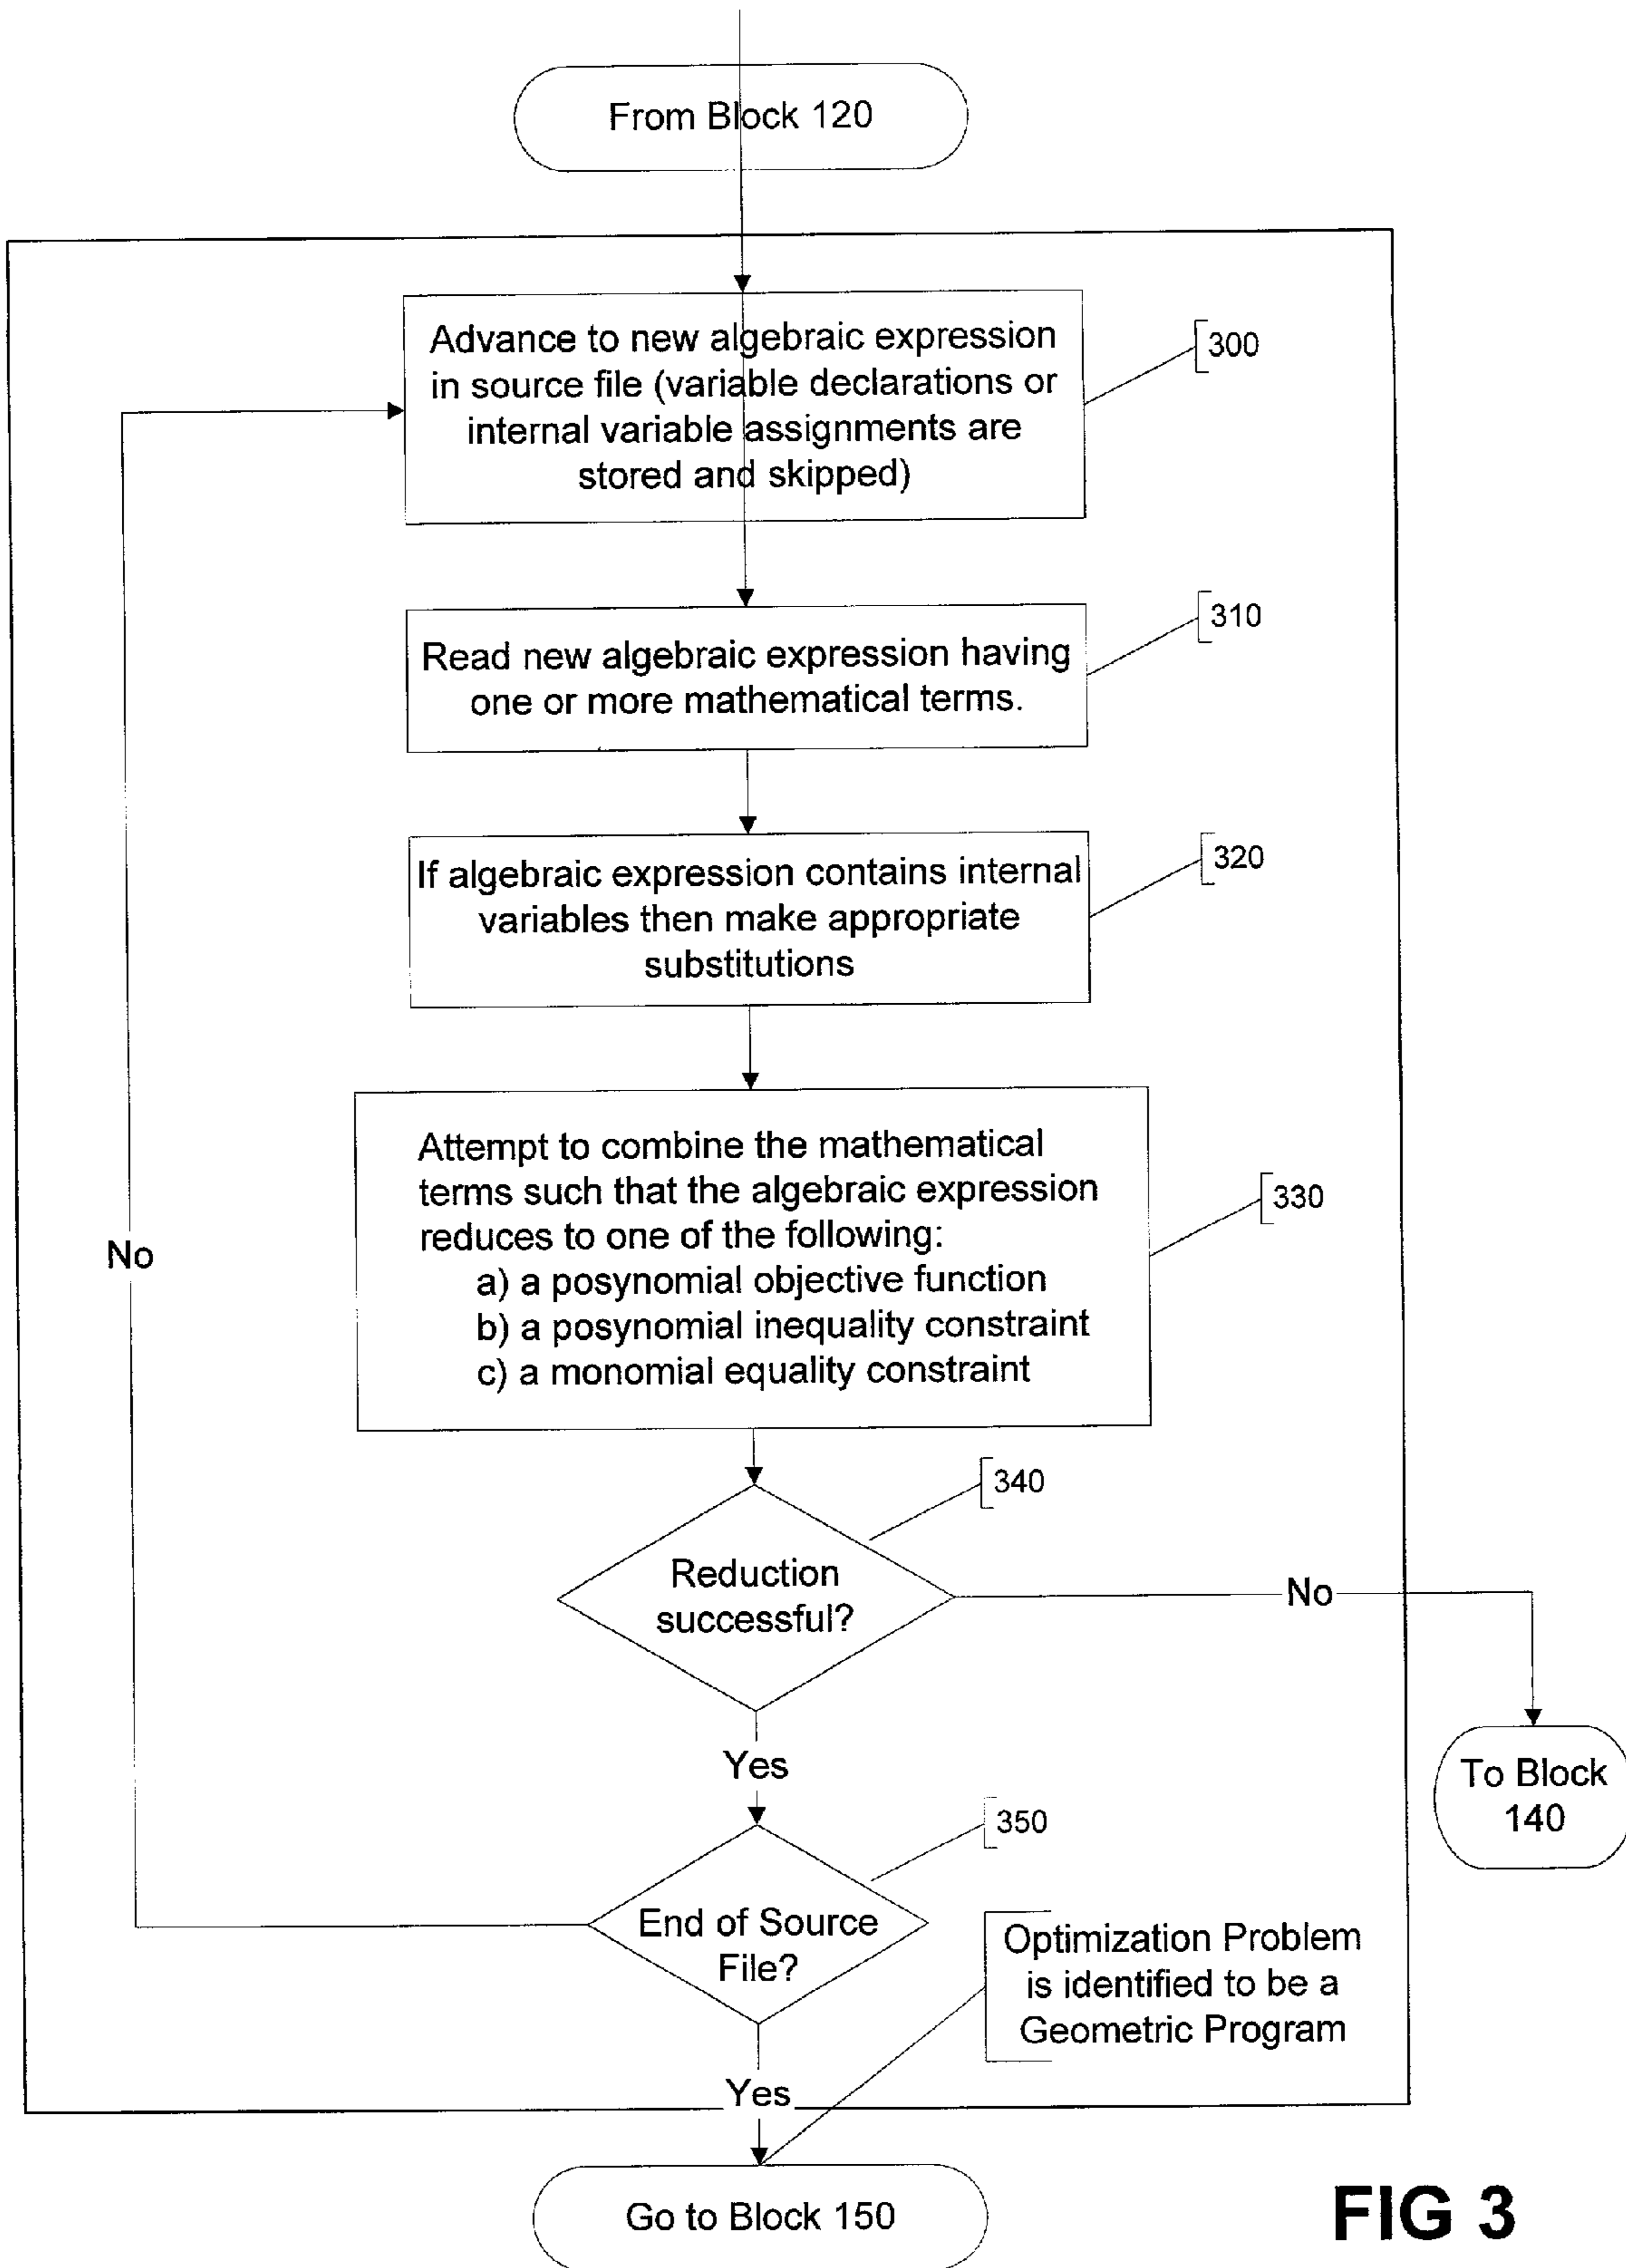 From Block 120
Advance to new algebraic expression
in source file (variable declarations or
internal variable assignments are
stored and skipped)
300
Read new algebraic expression having
one or more mathematical terms.
310
If algebraic expression contains internal
variables then make appropriate
substitutions
320
Attempt to combine the mathematical
terms such that the algebraic expression
reduces to one of the following:
a) a posynomial objective function
b) a posynomial inequality constraint
c) a monomial equality constraint
330
No
340
Reduction
successful?
No
Yes
To Block
140
350
End of Source
File?
Optimization Problem
is identified to be a
Geometric Program
Yes
Go to Block 150
FIG 3